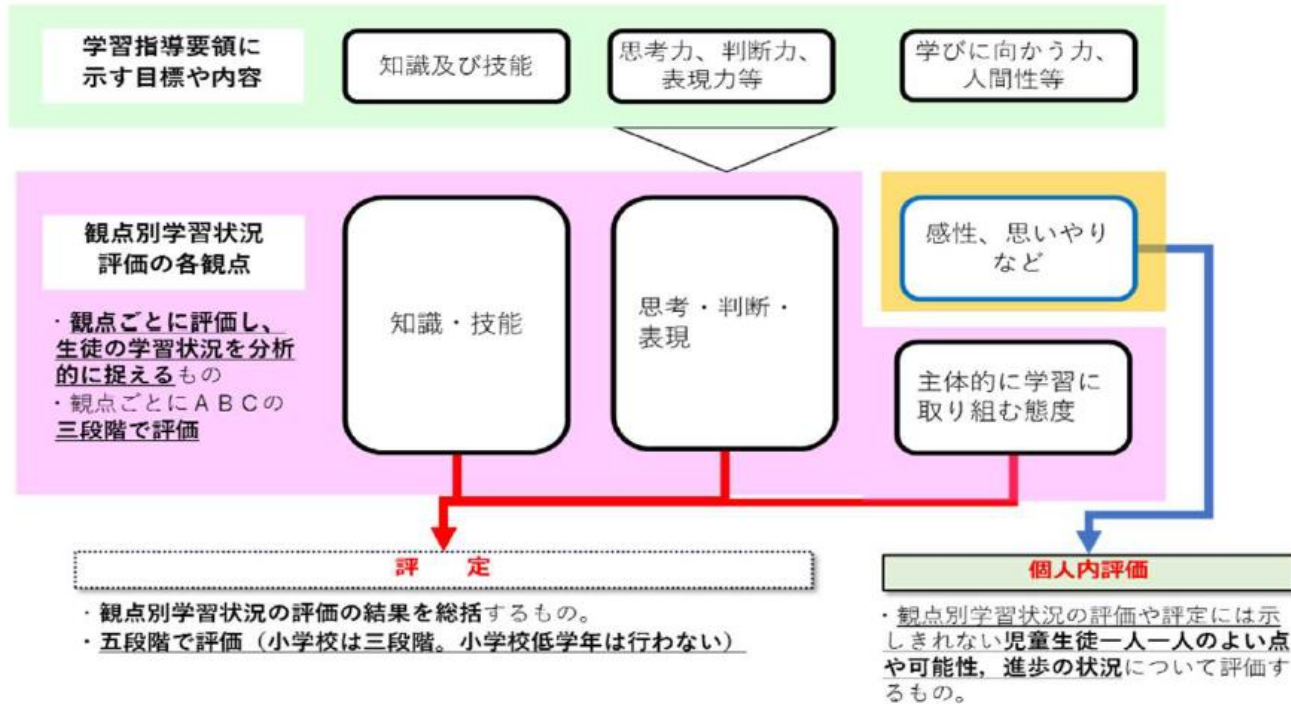 学習指導要領に
示す目標や内容
知識及び技能
思考力、判断力、
表現力等
学びに向かう力、
人間性等
観点別学習状況
評価の各観点
・観点ごとに評価し、
生徒の学習状況を分析
的に捉えるもの
・観点ごとにＡＢＣの
三段階で評価
知識・技能
思考・判断・
表現
感性、思いやり
など
主体的に学習に
取り組む態度
評　定
・観点別学習状況の評価の結果を総括するもの。
・五段階で評価（小学校は三段階。小学校低学年は行わない）
個人内評価
・観点別学習状況の評価や評定には示
しきれない児童生徒一人一人のよい点
や可能性，進歩の状況について評価す
るもの。